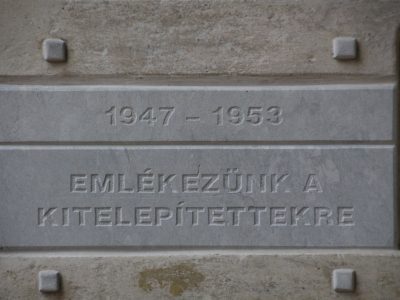 1947 – 1953
EMLÉKEZÜNK A
KITELEPÍTETTEKRE